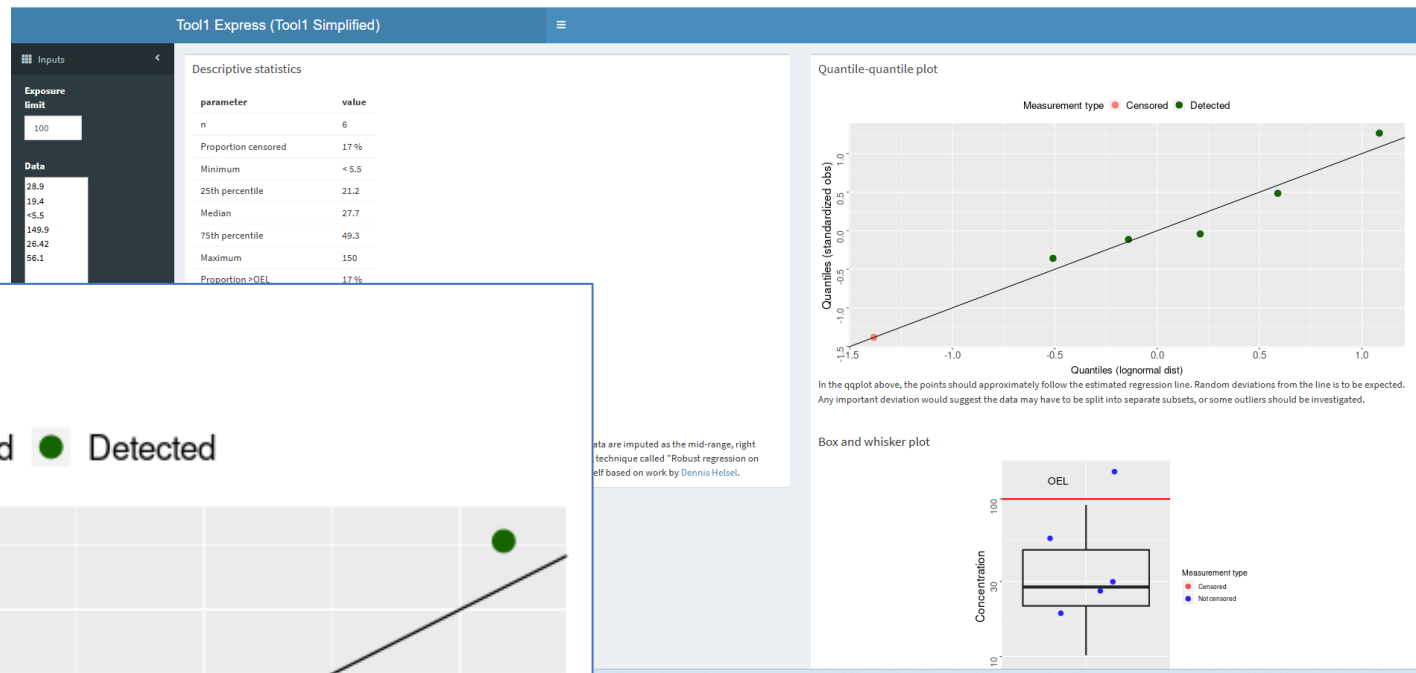 Tool1 Express (Tool1 Simplified)
Inputs
Exposure
limit
100
Data
28.9
19.4
<5.5
149.9
26.42
56.1
Descriptive statistics
parameter value
n 6
Proportion censored 17 %
Minimum < 5.5
25th percentile 21.2
Median 27.7
75th percentile 49.3
Maximum 150
Proportion >OEL 17 %
ata are imputed as the mid-range, right
technique called "Robust regression on
elf based on work by Dennis Helsel.
d Detected
Quantile-quantile plot
Measurement type Censored Detected
Quantiles (standardized obs)
1.0
0.5
0.0
-0.5
-1.0
-1.5
-1.5 -1.0 -0.5 0.0 0.5 1.0
Quantiles (lognormal dist)
In the qqplot above, the points should approximately follow the estimated regression line. Random deviations from the line is to be expected.
Any important deviation would suggest the data may have to be split into separate subsets, or some outliers should be investigated.
Box and whisker plot
OEL
Concentration
100
30
10
Measurement type
Censored
Not censored